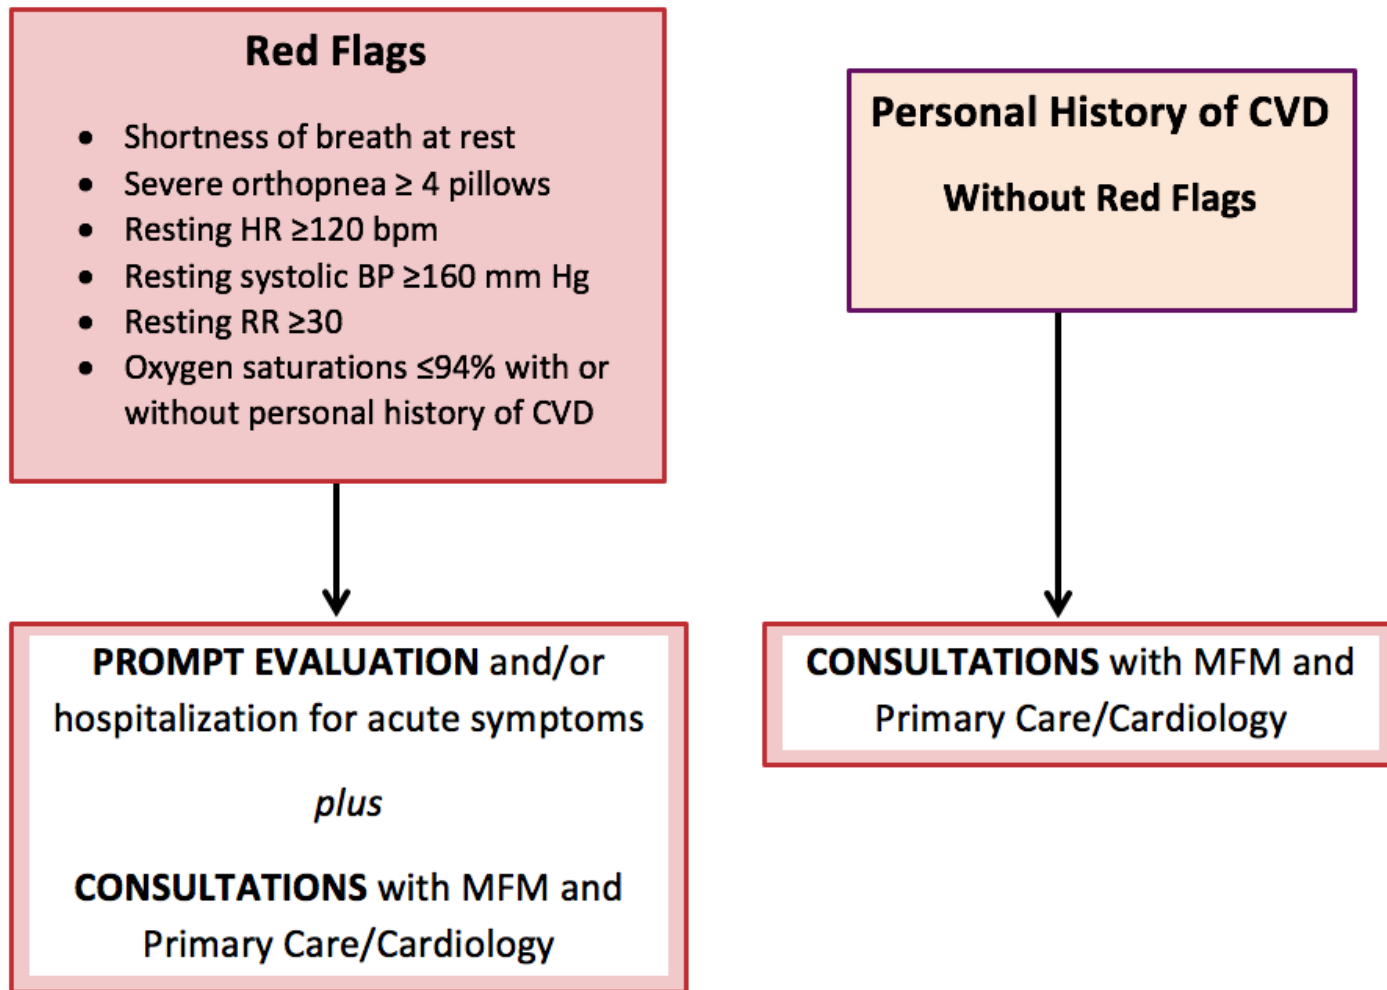 Red Flags
• Shortness of breath at rest
• Severe orthopnea ≥ 4 pillows
• Resting HR ≥120 bpm
• Resting systolic BP ≥160 mm Hg
• Resting RR ≥30
• Oxygen saturations ≤94% with or
without personal history of CVD
PROMPT EVALUATION and/or
hospitalization for acute symptoms
plus
CONSULTATIONS with MFM and
Primary Care/Cardiology
Personal History of CVD
Without Red Flags
CONSULTATIONS with MFM and
Primary Care/Cardiology